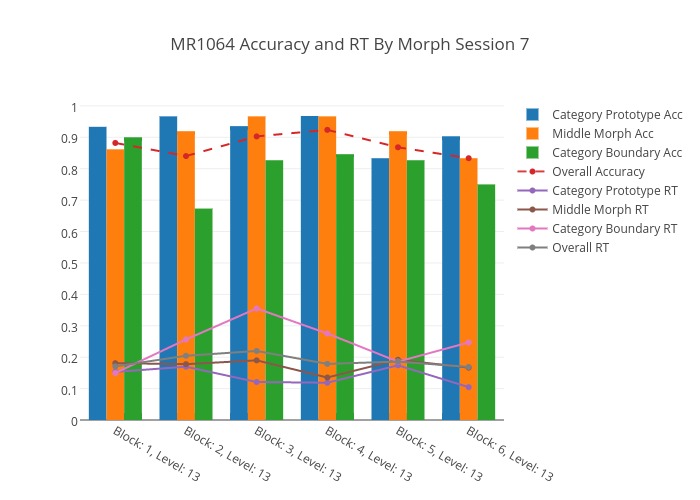 MR1064 Accuracy and RT By Morph Session 7
1
0.9
0.8
0.7
0.6
0.5
0.4
0.3
0.2
0.1
0
Block: 1, Level: 13
Block: 2, Level: 13
Block: 3, Level: 13
Block: 4, Level: 13
Block: 5, Level: 13
Block: 6, Level: 13
Category Prototype Acc
Middle Morph Acc
Category Boundary Acc
Overall Accuracy
Category Prototype RT
Middle Morph RT
Category Boundary RT
Overall RT